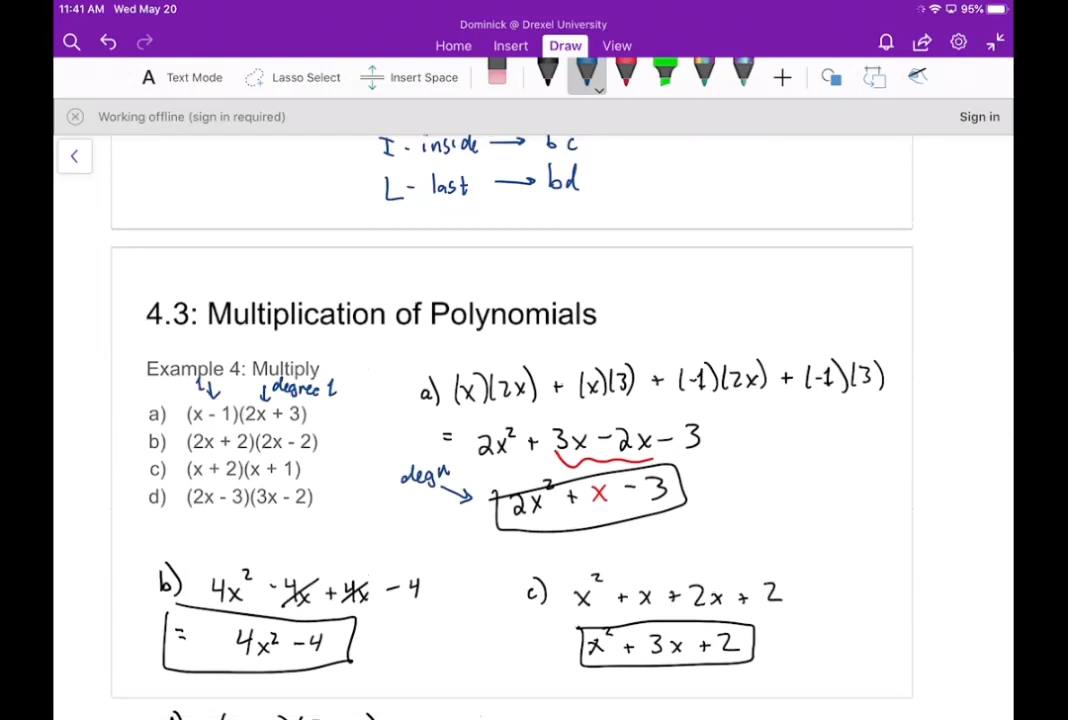 11:41 AM Wed May 20
95%
Dominick @ Drexel University
Home Insert Draw View
A Text Mode Lasso Select Insert Space
Working offline (sign in required) Sign in
I - inside → bc
L - last → bd
4.3: Multiplication of Polynomials
Example 4: Multiply
1 degree 1
a) (x - 1)(2x + 3)
b) (2x + 2)(2x - 2)
c) (x + 2)(x + 1)
d) (2x - 3)(3x - 2)
a) (x)(2x) + (x)(3) + (-1)(2x) + (-1)(3)
= 2x² + 3x - 2x - 3
2x² + x - 3
b) 4x² - 4x + 4x - 4
= 4x² - 4
c) x² + x + 2x + 2
x² + 3x + 2